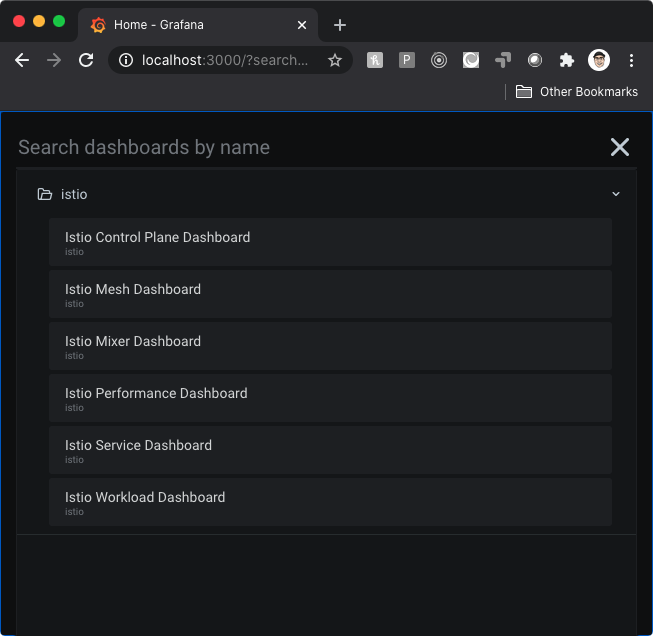 Home - Grafana
localhost:3000/?search...
P
Other Bookmarks
Search dashboards by name
istio
Istio Control Plane Dashboard
istio
Istio Mesh Dashboard
istio
Istio Mixer Dashboard
istio
Istio Performance Dashboard
istio
Istio Service Dashboard
istio
Istio Workload Dashboard
istio